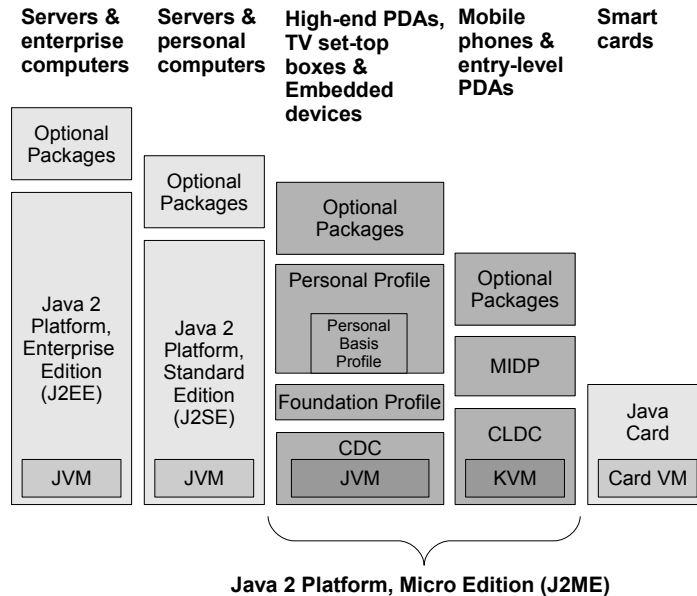 Servers &
enterprise
computers
Servers &
personal
computers
High-end PDAs,
TV set-top
boxes &
Embedded
devices
Mobile
phones &
entry-level
PDAs
Smart
cards
Optional
Packages
Java 2
Platform,
Enterprise
Edition
(J2EE)
JVM
Optional
Packages
Java 2
Platform,
Standard
Edition
(J2SE)
JVM
Optional
Packages
Personal Profile
Personal
Basis
Profile
Foundation Profile
CDC
JVM
Optional
Packages
MIDP
CLDC
KVM
Java
Card
Card VM
Java 2 Platform, Micro Edition (J2ME)